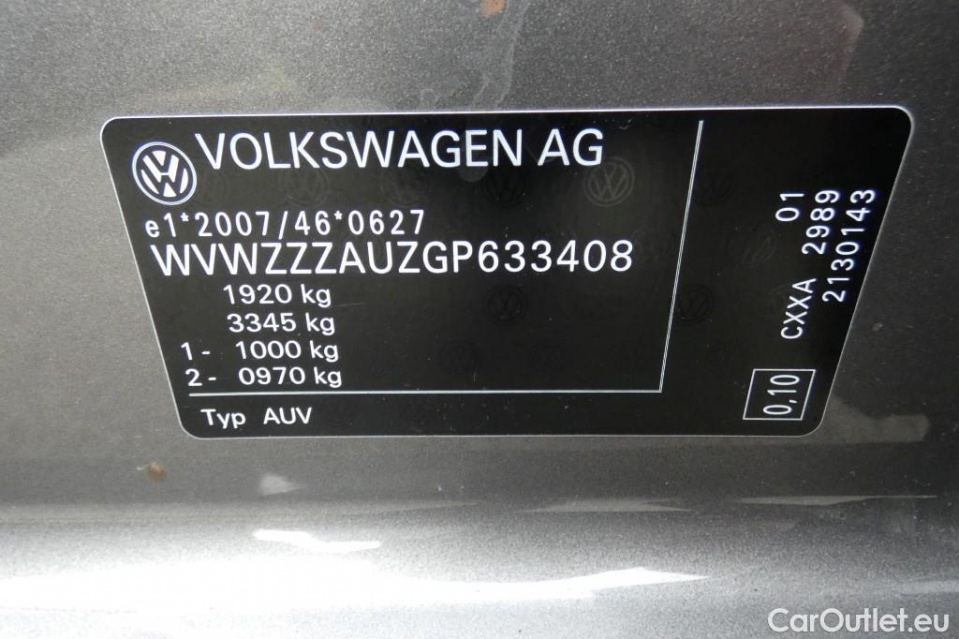 VOLKSWAGEN AG
e1*2007/46*0627
WVWZZZAUZGP633408
1920 kg
3345 kg
1- 1000 kg
2- 0970 kg
Typ AUV
01
CXXA 2989
2130143
0,10
CarOutlet.eu